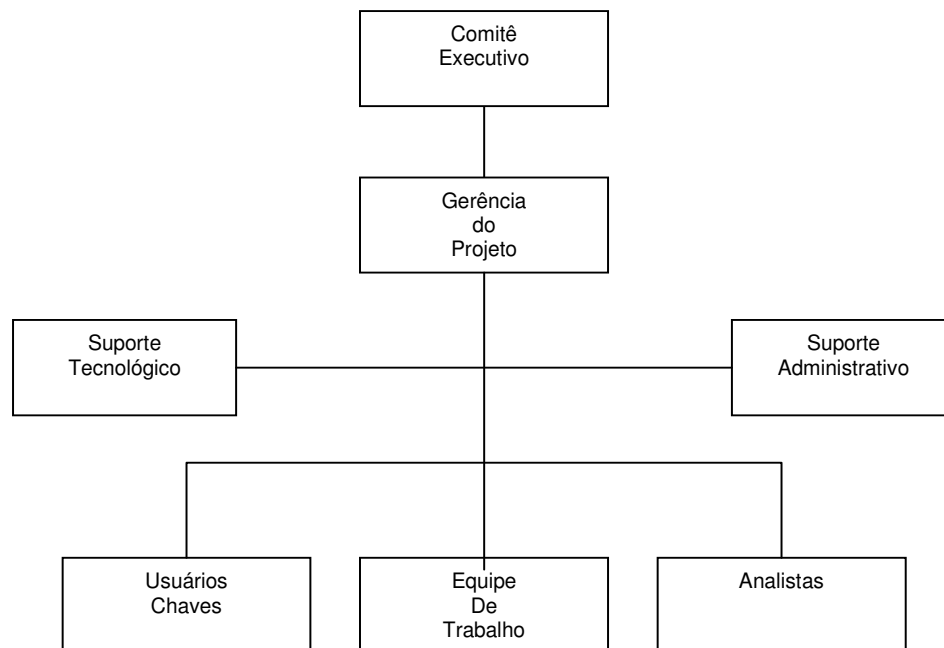 Comitê
Executivo
Gerência
do
Projeto
Suporte
Tecnológico
Suporte
Administrativo
Usuários
Chaves
Equipe
De
Trabalho
Analistas